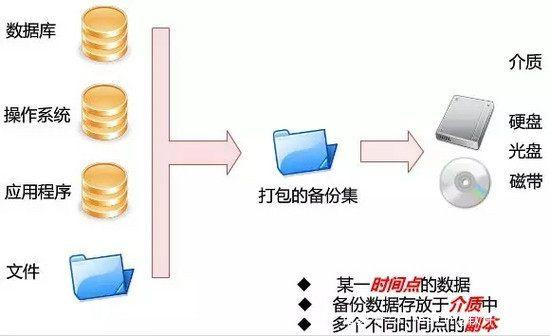 数据库
操作系统
应用程序
文件
打包的备份集
介质
硬盘
光盘
磁带
◆ 某一时间点的数据
◆ 备份数据存放于介质中
◆ 多个不同时间点的副本